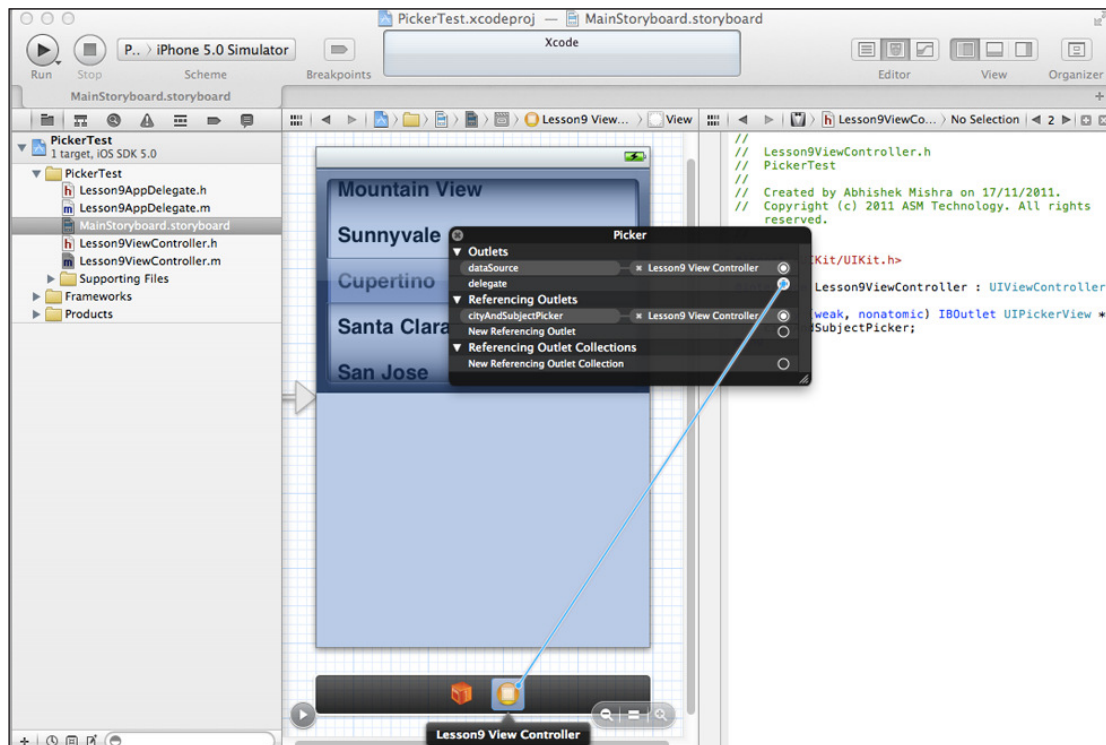 PickerTest.xcodeproj — MainStoryboard.storyboard
P.. › iPhone 5.0 Simulator
Xcode
Run
Stop
Scheme
Breakpoints
Editor
View
Organizer
MainStoryboard.storyboard
PickerTest
1 target, iOS SDK 5.0
PickerTest
Lesson9AppDelegate.h
Lesson9AppDelegate.m
MainStoryboard.storyboard
Lesson9ViewController.h
Lesson9ViewController.m
Supporting Files
Frameworks
Products
Lesson9 View... › View
Mountain View
Sunnyvale
Cupertino
Santa Clara
San Jose
Picker
Outlets
dataSource
Lesson9 View Controller
delegate
Referencing Outlets
cityAndSubjectPicker
Lesson9 View Controller
New Referencing Outlet
Referencing Outlet Collections
New Referencing Outlet Collection
Lesson9 View Controller
h Lesson9ViewCo... › No Selection 2
//
// Lesson9ViewController.h
// PickerTest
//
// Created by Abhishek Mishra on 17/11/2011.
// Copyright (c) 2011 ASM Technology. All rights
reserved.
Kit/UIKit.h>
Lesson9ViewController : UIViewController
(weak, nonatomic) IBOutlet UIPickerView *
SubjectPicker;